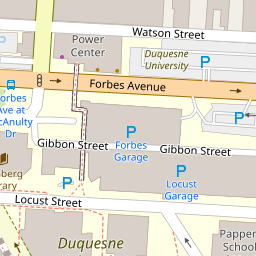 Watson Street
Power
Center
Duquesne
University
P
Forbes Avenue
Forbes
Ave at
McAnulty
Dr
P
P
Forbes
Garage
Gibbon Street
Gibbon Street
P
P
Locust
Garage
Locust Street
Duquesne
School